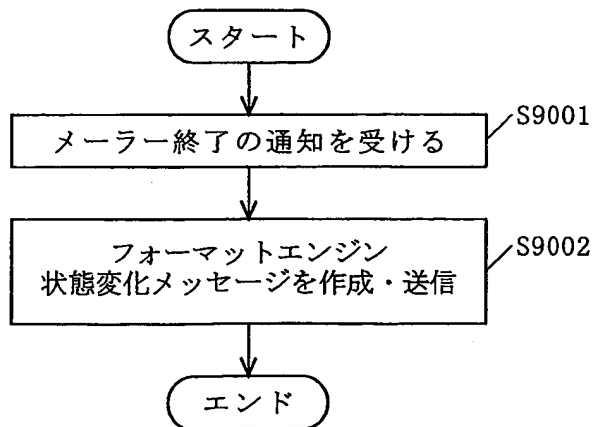 スタート
メーラー終了の通知を受ける
S9001
フォーマットエンジン
状態変化メッセージを作成・送信
S9002
エンド